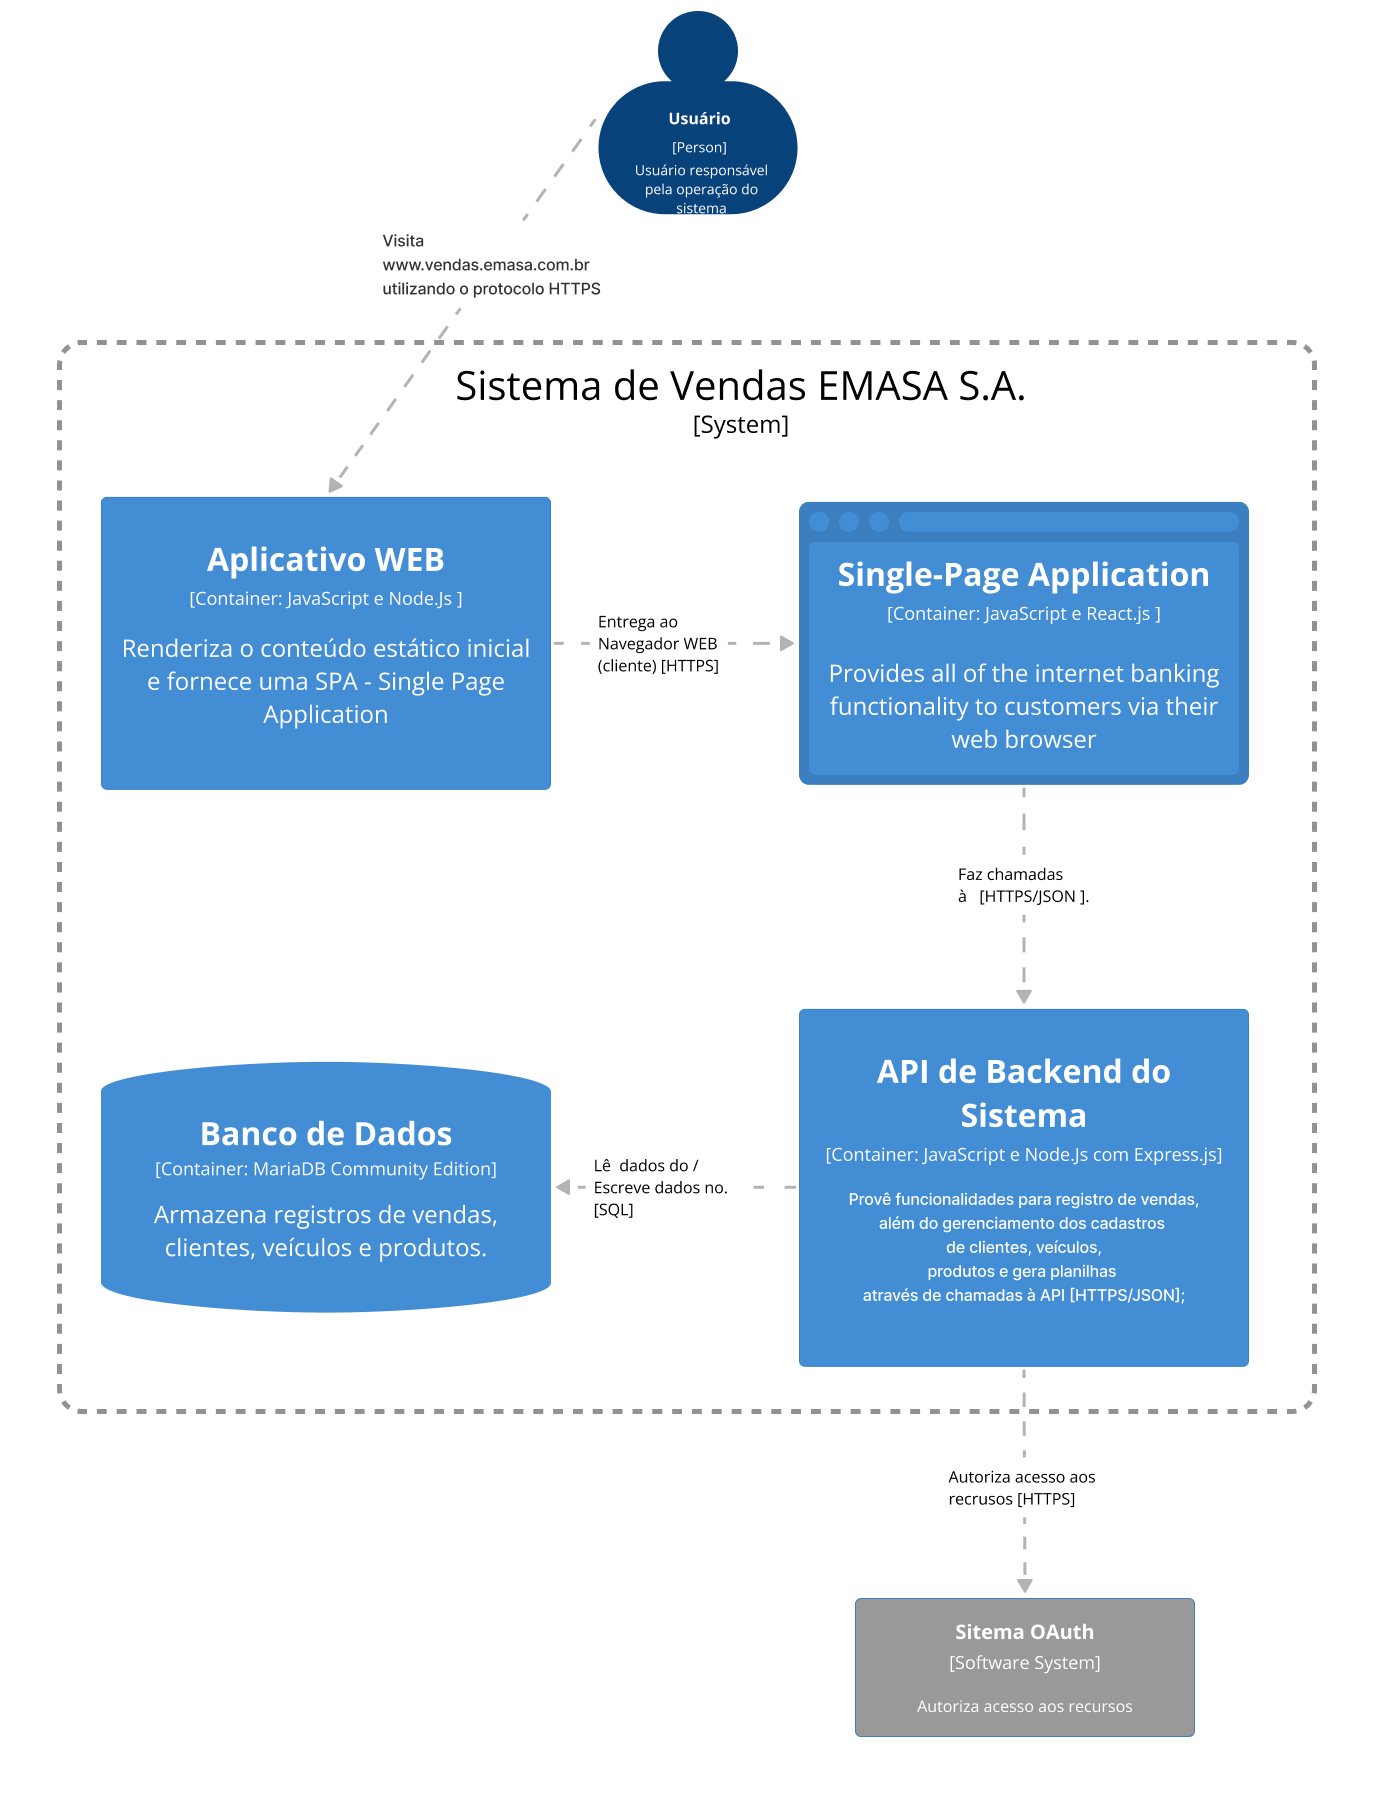 Usuário
[Person]
Usuário responsável
pela operação do
sistema
Visita
www.vendas.emasa.com.br
utilizando o protocolo HTTPS
Sistema de Vendas EMASA S.A.
[System]
Aplicativo WEB
[Container: JavaScript e Node.Js ]
Renderiza o conteúdo estático inicial
e fornece uma SPA - Single Page
Application
Entrega ao
Navegador WEB
(cliente) [HTTPS]
Single-Page Application
[Container: JavaScript e React.js ]
Provides all of the internet banking
functionality to customers via their
web browser
Faz chamadas
à   [HTTPS/JSON ].
API de Backend do
Sistema
[Container: JavaScript e Node.Js com Express.js]
Provê funcionalidades para registro de vendas,
além do gerenciamento dos cadastros
de clientes, veículos,
produtos e gera planilhas
através de chamadas à API [HTTPS/JSON];
Lê  dados do /
Escreve dados no.
[SQL]
Banco de Dados
[Container: MariaDB Community Edition]
Armazena registros de vendas,
clientes, veículos e produtos.
Autoriza acesso aos
recrusos [HTTPS]
Sitema OAuth
[Software System]
Autoriza acesso aos recursos